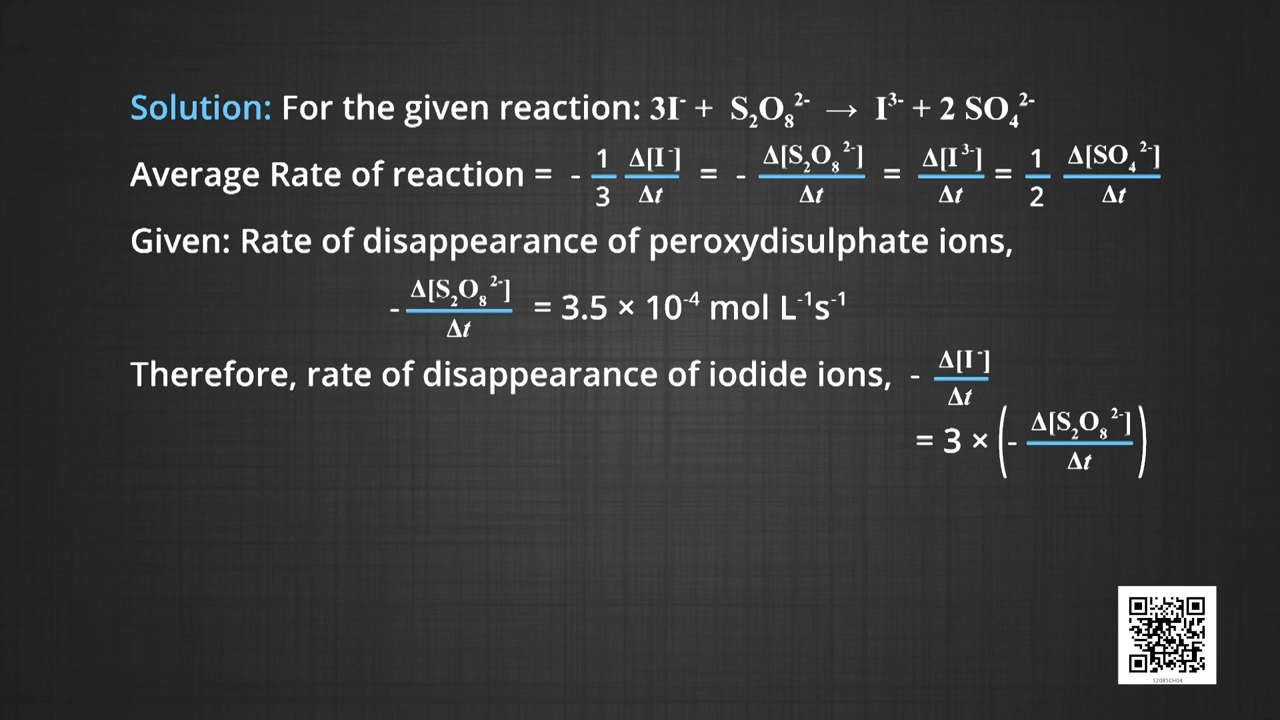 Solution: For the given reaction: 3I⁻ + S₂O₈²⁻ → I³⁻ + 2 SO₄²⁻
Average Rate of reaction = - 1/3 Δ[I⁻]/Δt = - Δ[S₂O₈²⁻]/Δt = Δ[I³⁻]/Δt = 1/2 Δ[SO₄²⁻]/Δt
Given: Rate of disappearance of peroxydisulphate ions,
- Δ[S₂O₈²⁻]/Δt = 3.5 × 10⁻⁴ mol L⁻¹s⁻¹
Therefore, rate of disappearance of iodide ions, - Δ[I⁻]/Δt
= 3 × (- Δ[S₂O₈²⁻]/Δt)
12085CH04